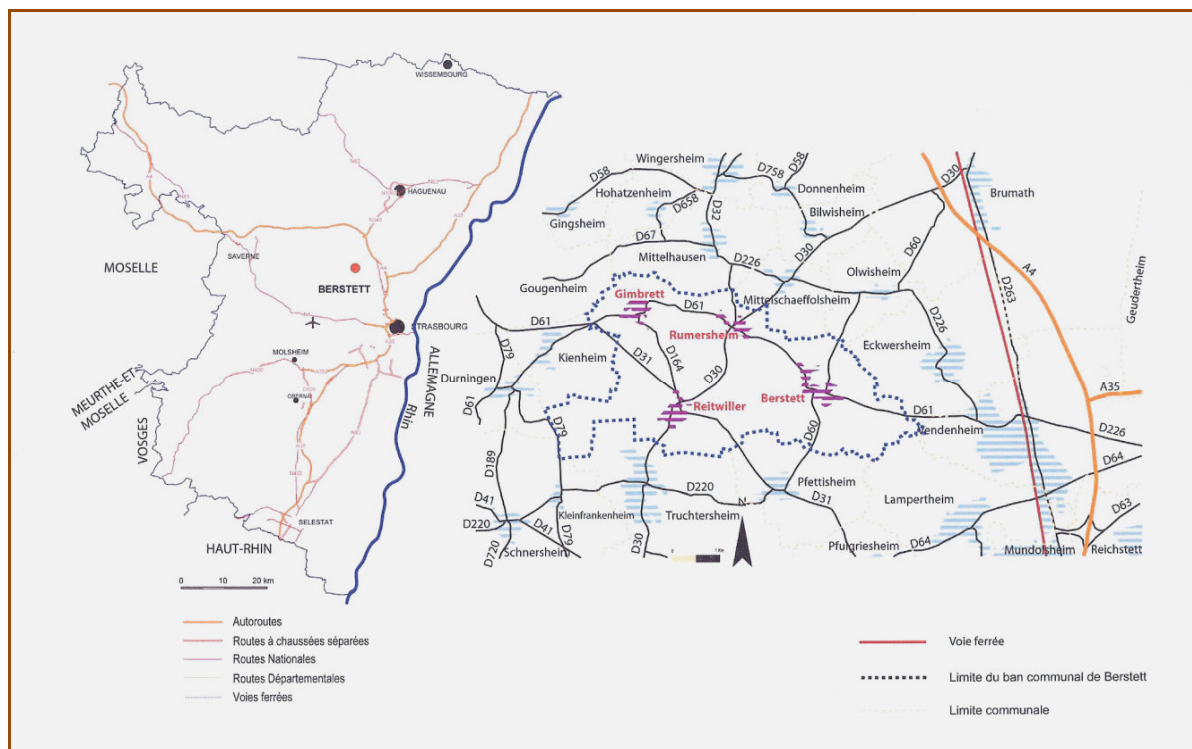 WISSEMBOURG
HAGUENAU
MOSELLE
SAVERNE
BERSTETT
STRASBOURG
MOLSHEIM
OBERNAI
MEURTHE-ET-
MOSELLE
VOSGES
ALLEMAGNE
Rhin
SELESTAT
HAUT-RHIN
0 10 20 km
Autoroutes
Routes à chaussées séparées
Routes Nationales
Routes Départementales
Voies ferrées
Wingersheim
D58
D758
D58
D30
Hohatzenheim
Donnenheim
Brumath
D658
D32
Gingsheim
Bilwisheim
D67
D30
D60
Mittelhausen
D226
Olwisheim
A4
Gougenheim
Gimbrett
D61
Mittelschaeffolsheim
D263
Geudertheim
D61
Rumersheim
D226
D79
Kienheim
D31
D164
Eckwersheim
Durningen
D30
Berstett
A35
D61
Reitwiller
D61
Vendenheim
D79
D60
D226
D189
D64
D220
Pfettisheim
Lampertheim
D41
Kleinfrankenheim
Truchtersheim
N
D31
D63
D220
D41
D79
D720
Schnersheim
D30
0 1 Km
Pfulgriesheim
D64
Mundolsheim
Reichstett
Voie ferrée
Limite du ban communal de Berstett
Limite communale